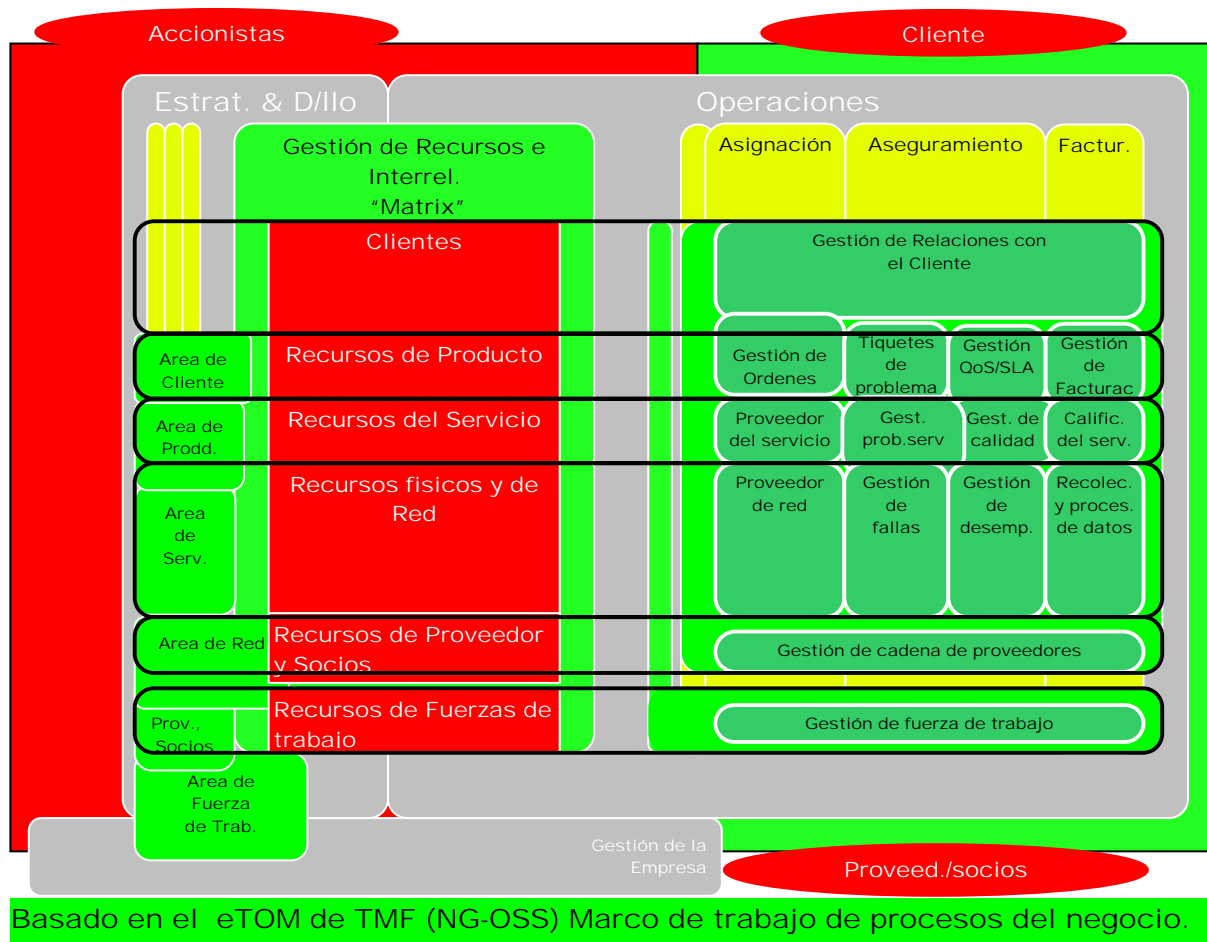 Accionistas
Cliente
Estrat. & D/llo
Operaciones
Gestión de Recursos e
Interrel.
“Matrix”
Asignación
Aseguramiento
Factur.
Clientes
Gestión de Relaciones con
el Cliente
Area de
Cliente
Recursos de Producto
Gestión de
Ordenes
Tiquetes
de
problema
Gestión
QoS/SLA
Gestión
de
Facturac
Area de
Prodd.
Recursos del Servicio
Proveedor
del servicio
Gest.
prob.serv
Gest. de
calidad
Calific.
del serv.
Area
de
Serv.
Recursos fisicos y de
Red
Proveedor
de red
Gestión
de
fallas
Gestión
de
desemp.
Recolec.
y proces.
de datos
Area de Red
Recursos de Proveedor
y Socios
Gestión de cadena de proveedores
Prov.,
Socios
Recursos de Fuerzas de
trabajo
Gestión de fuerza de trabajo
Area de
Fuerza
de Trab.
Gestión de la
Empresa
Proveed./socios
Basado en el eTOM de TMF (NG-OSS) Marco de trabajo de procesos del negocio.